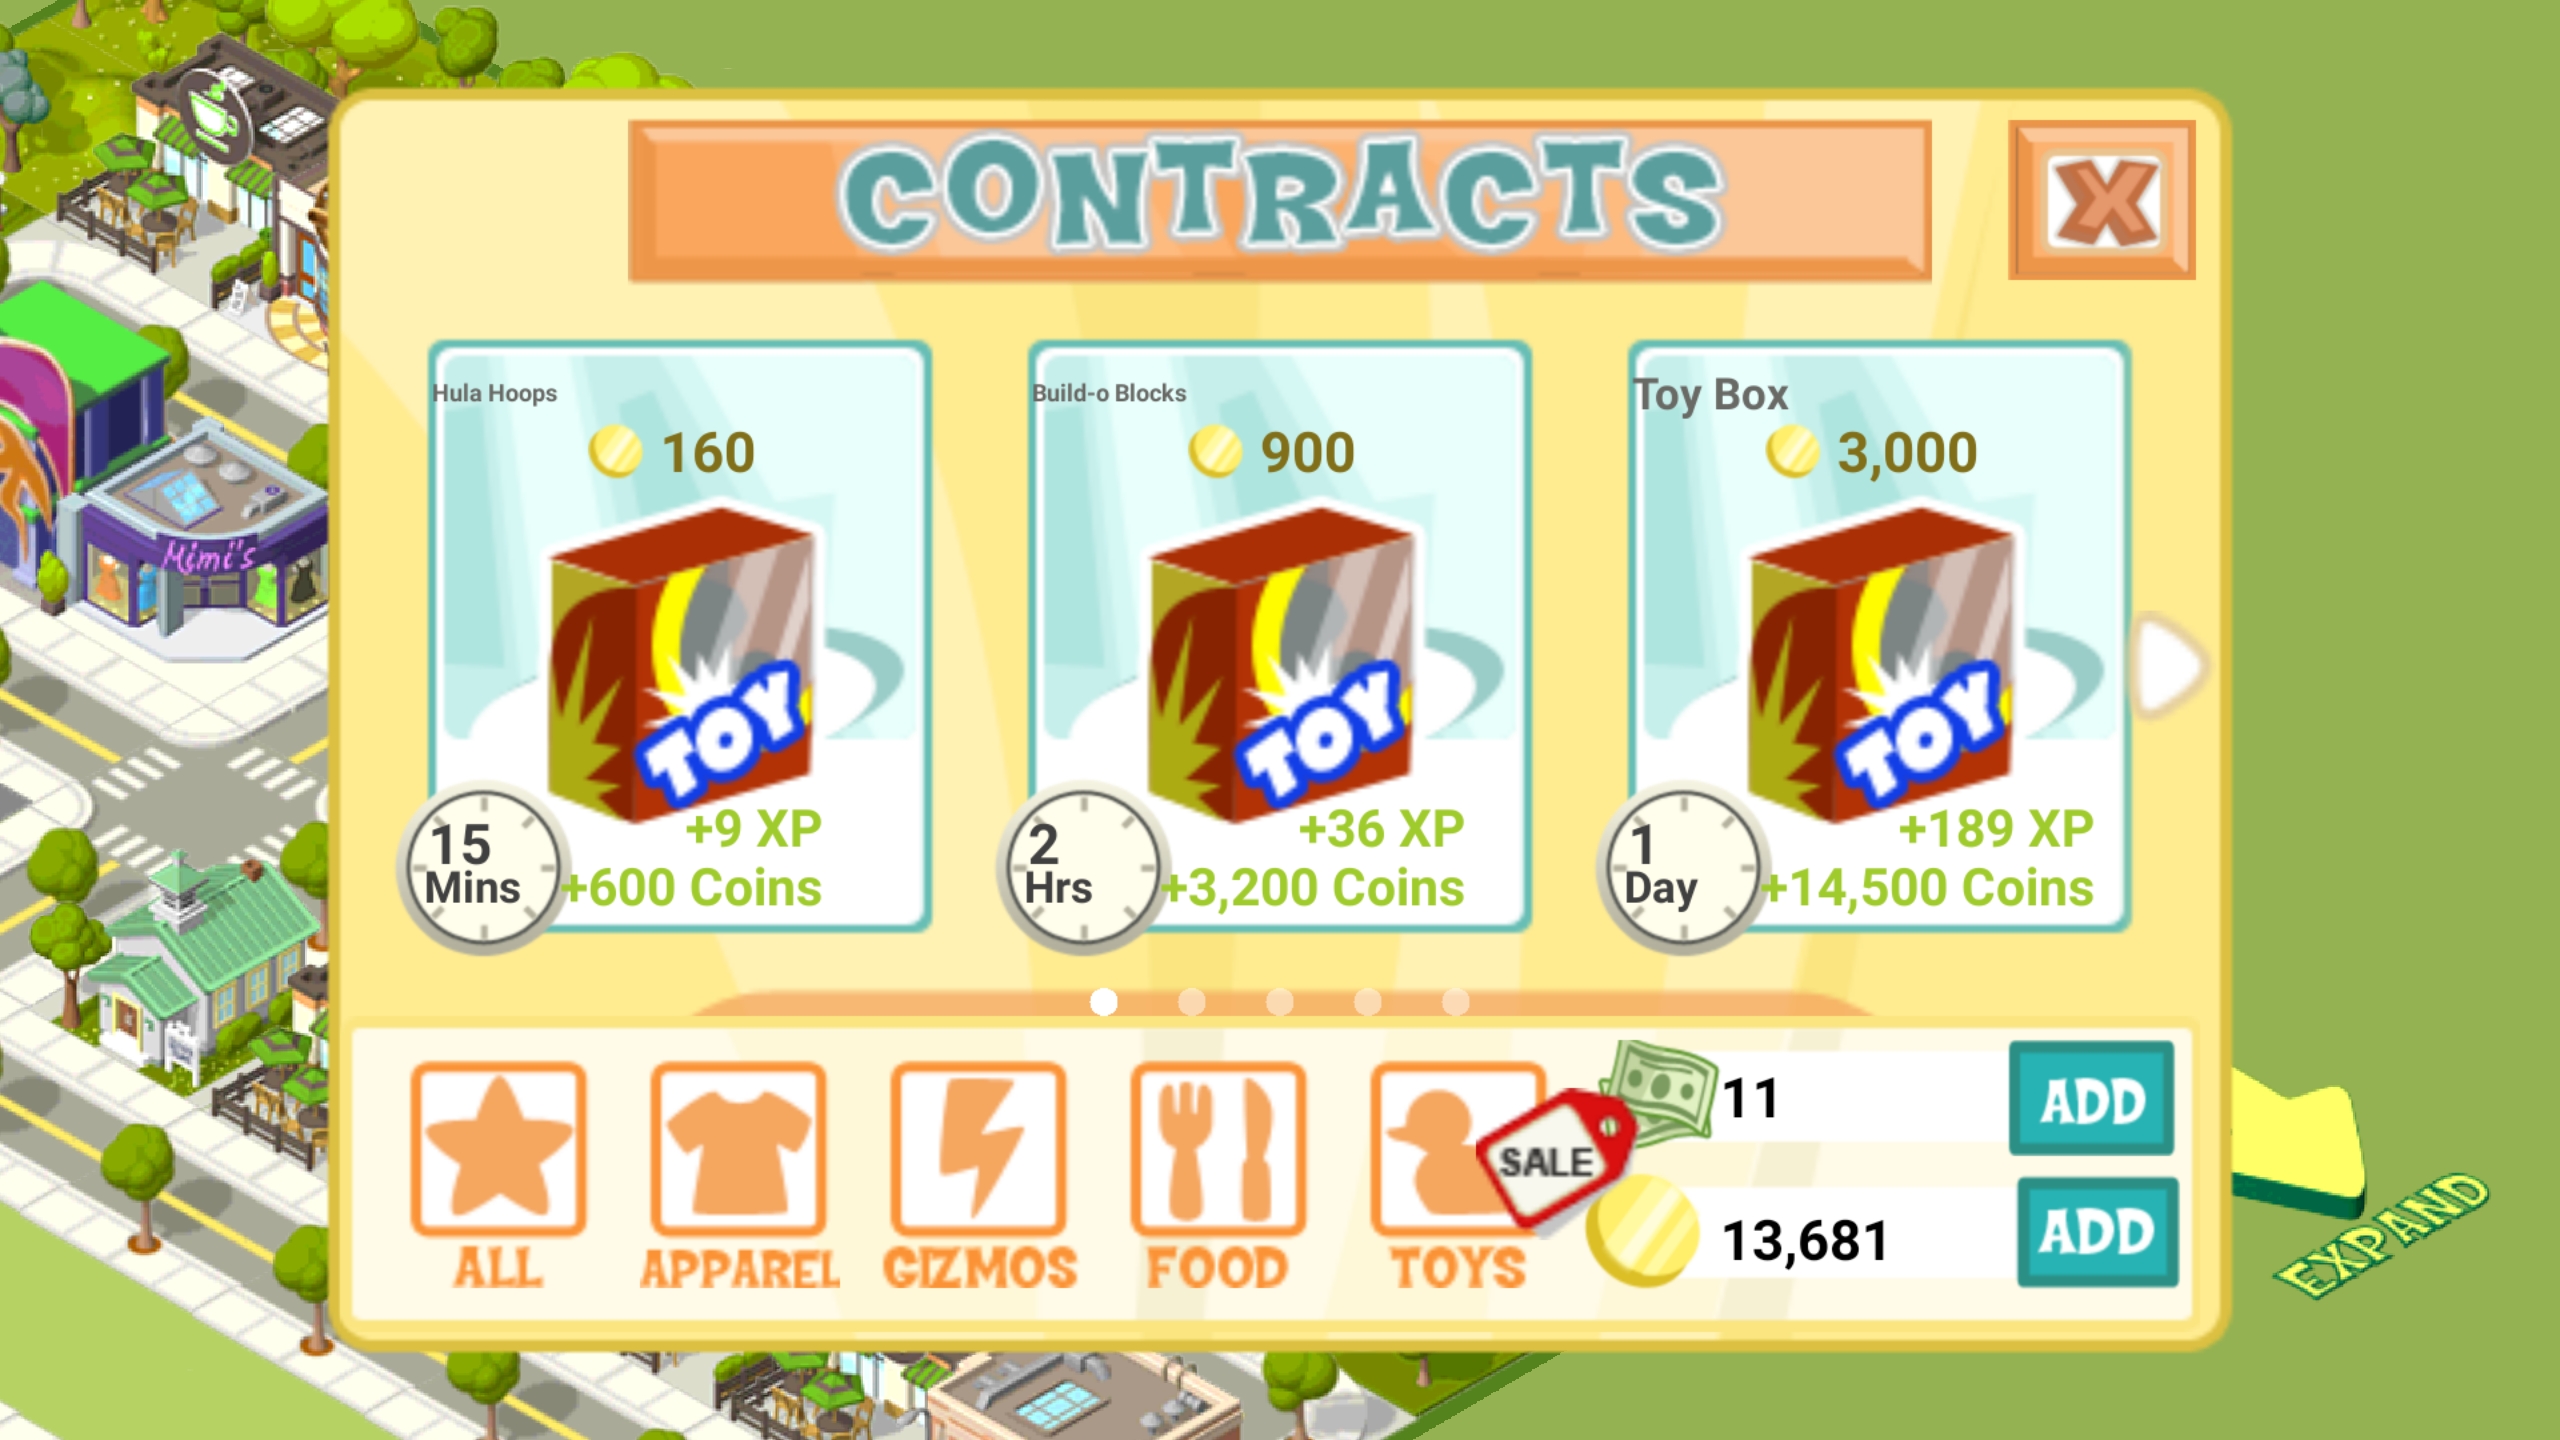 CONTRACTS
X
Hula Hoops
160
TOY
15
Mins
+9 XP
+600 Coins
Build-o Blocks
900
TOY
2
Hrs
+36 XP
+3,200 Coins
Toy Box
3,000
TOY
1
Day
+189 XP
+14,500 Coins
Mimi's
ALL
APPAREL
GIZMOS
FOOD
TOYS
SALE
11
ADD
13,681
ADD
EXPAND